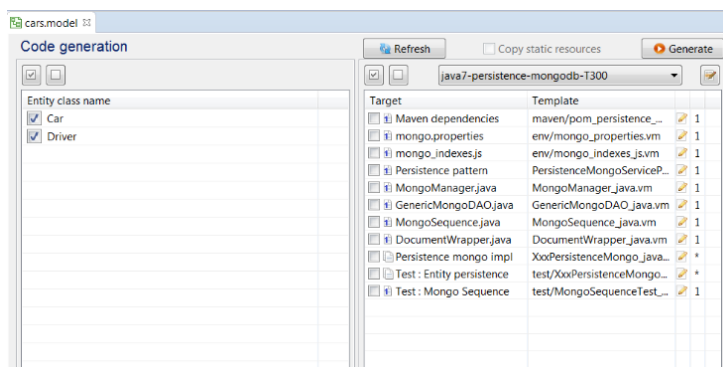 cars.model
Code generation
Refresh
Copy static resources
Generate
java7-persistence-mongodb-T300
Entity class name
Car
Driver
Target Template
Maven dependencies maven/pom_persistence_... 1
mongo.properties env/mongo_properties.vm 1
mongo_indexes.js env/mongo_indexes_js.vm 1
Persistence pattern PersistenceMongoServiceP... 1
MongoManager.java MongoManager_java.vm 1
GenericMongoDAO.java GenericMongoDAO_java.vm 1
MongoSequence.java MongoSequence_java.vm 1
DocumentWrapper.java DocumentWrapper_java.vm 1
Persistence mongo impl XxxPersistenceMongo_java... *
Test : Entity persistence test/XxxPersistenceMongo... *
Test : Mongo Sequence test/MongoSequenceTest_... 1